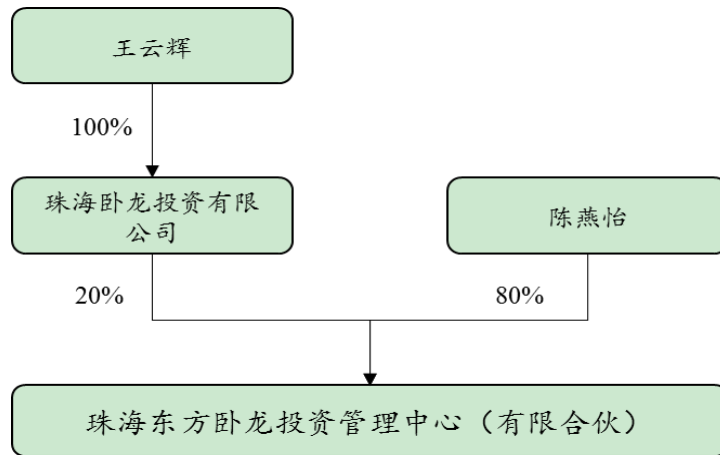 王云辉
100%
珠海卧龙投资有限
公司
陈燕怡
20%
80%
珠海东方卧龙投资管理中心（有限合伙）